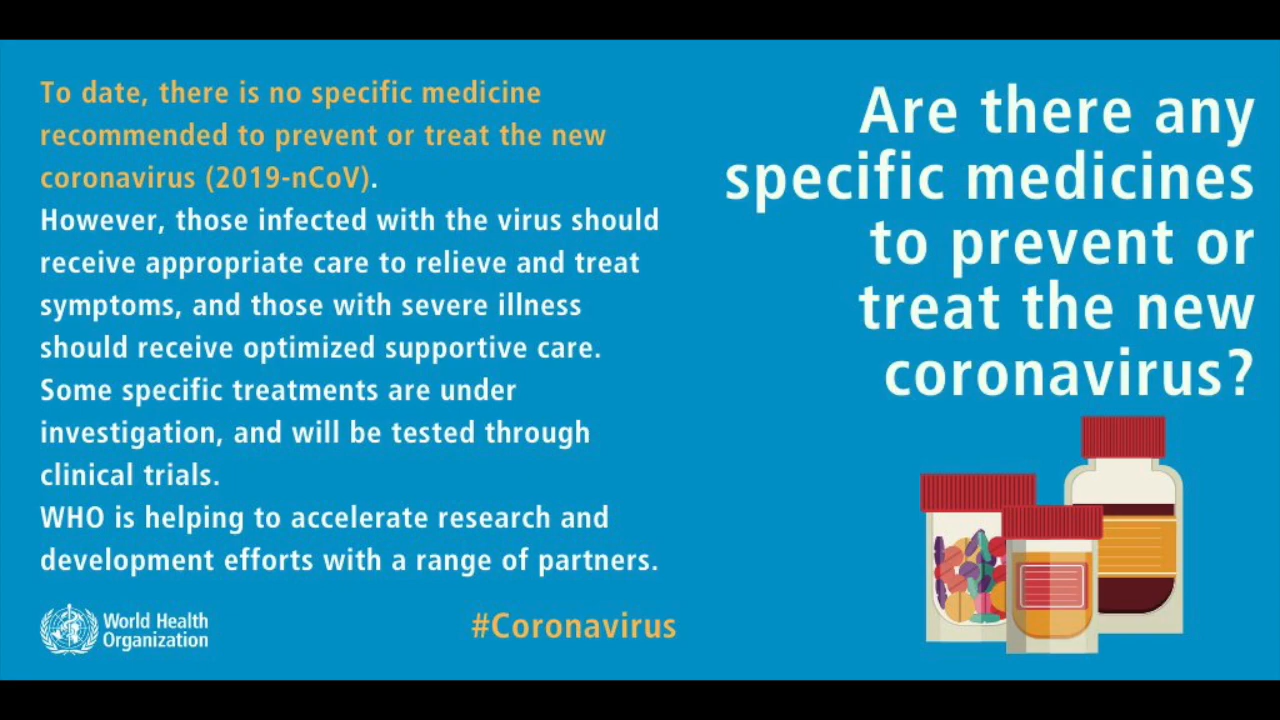 To date, there is no specific medicine
recommended to prevent or treat the new
coronavirus (2019-nCoV).
However, those infected with the virus should
receive appropriate care to relieve and treat
symptoms, and those with severe illness
should receive optimized supportive care.
Some specific treatments are under
investigation, and will be tested through
clinical trials.
WHO is helping to accelerate research and
development efforts with a range of partners.
World Health
Organization
#Coronavirus
Are there any
specific medicines
to prevent or
treat the new
coronavirus?